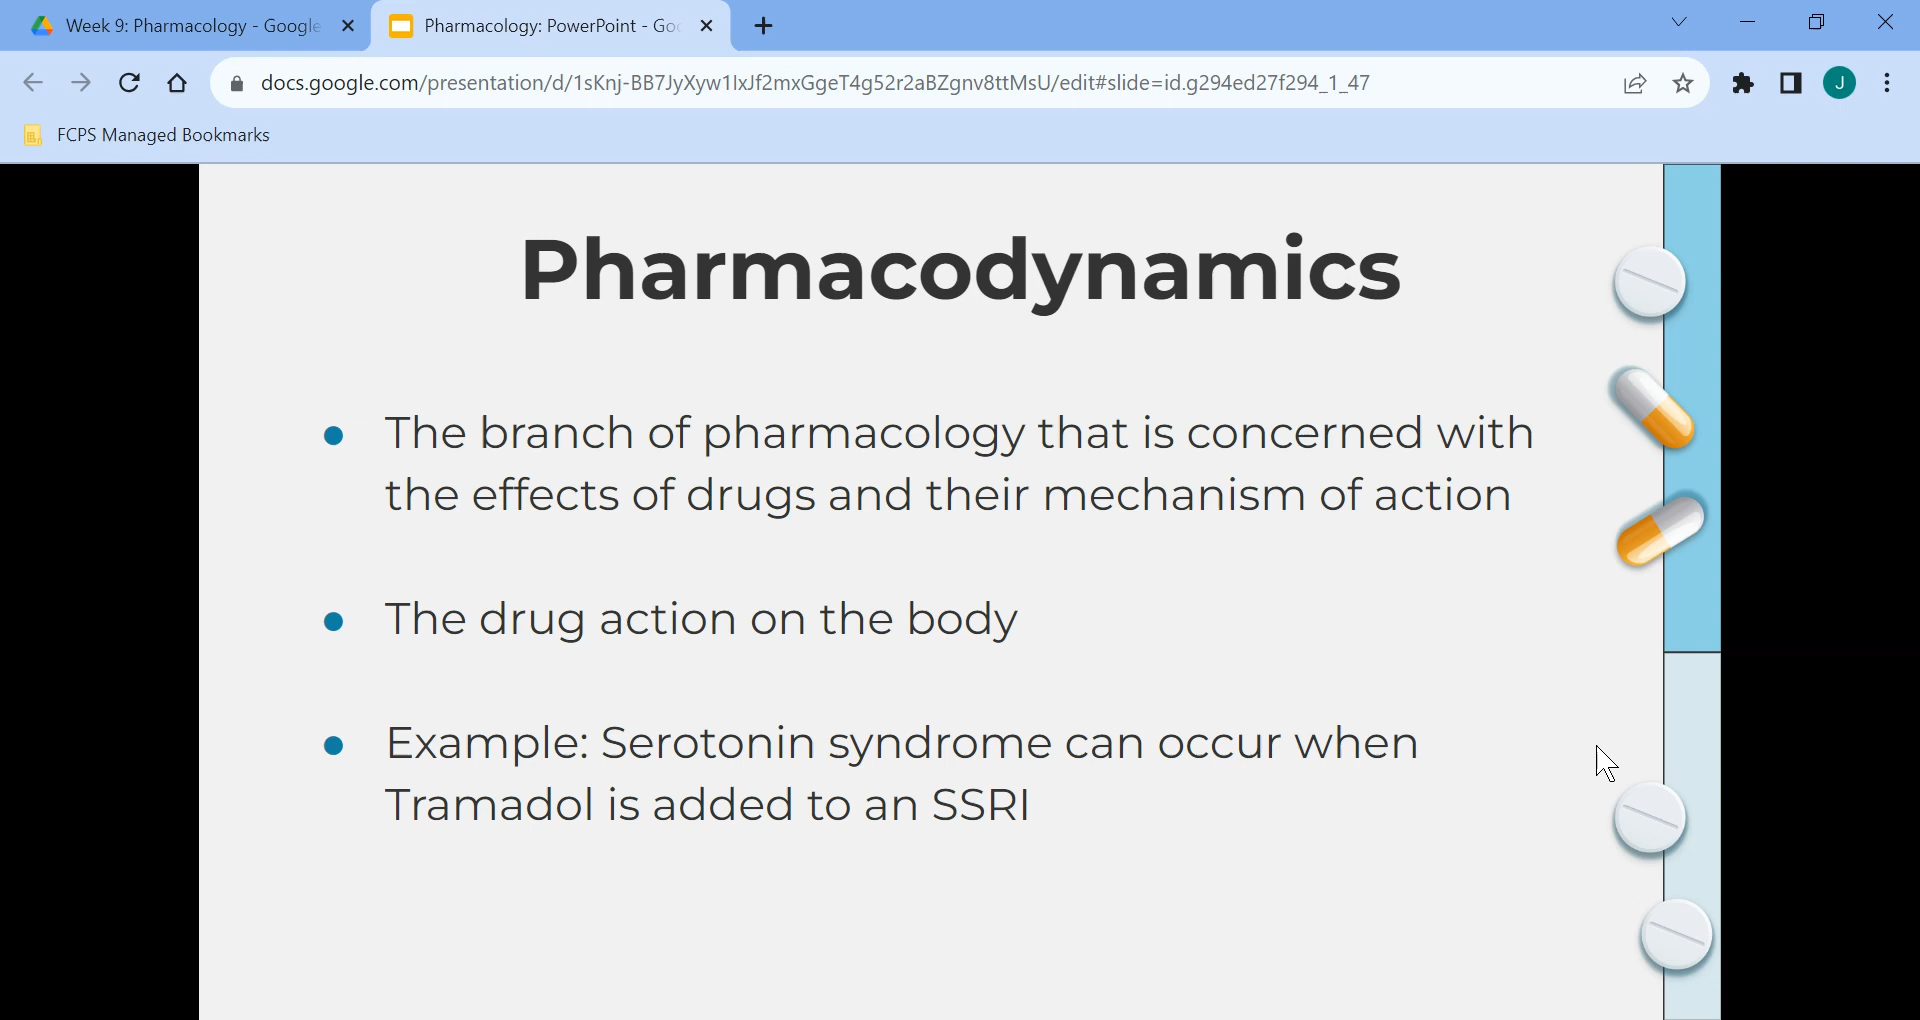 Week 9: Pharmacology - Google
Pharmacology: PowerPoint - Goo
docs.google.com/presentation/d/1sKnj-BB7JyXyw1IxJf2mxGgeT4g52r2aBZgnv8ttMsU/edit#slide=id.g294ed27f294_1_47
J
FCPS Managed Bookmarks
Pharmacodynamics
● The branch of pharmacology that is concerned with
the effects of drugs and their mechanism of action
● The drug action on the body
● Example: Serotonin syndrome can occur when
Tramadol is added to an SSRI